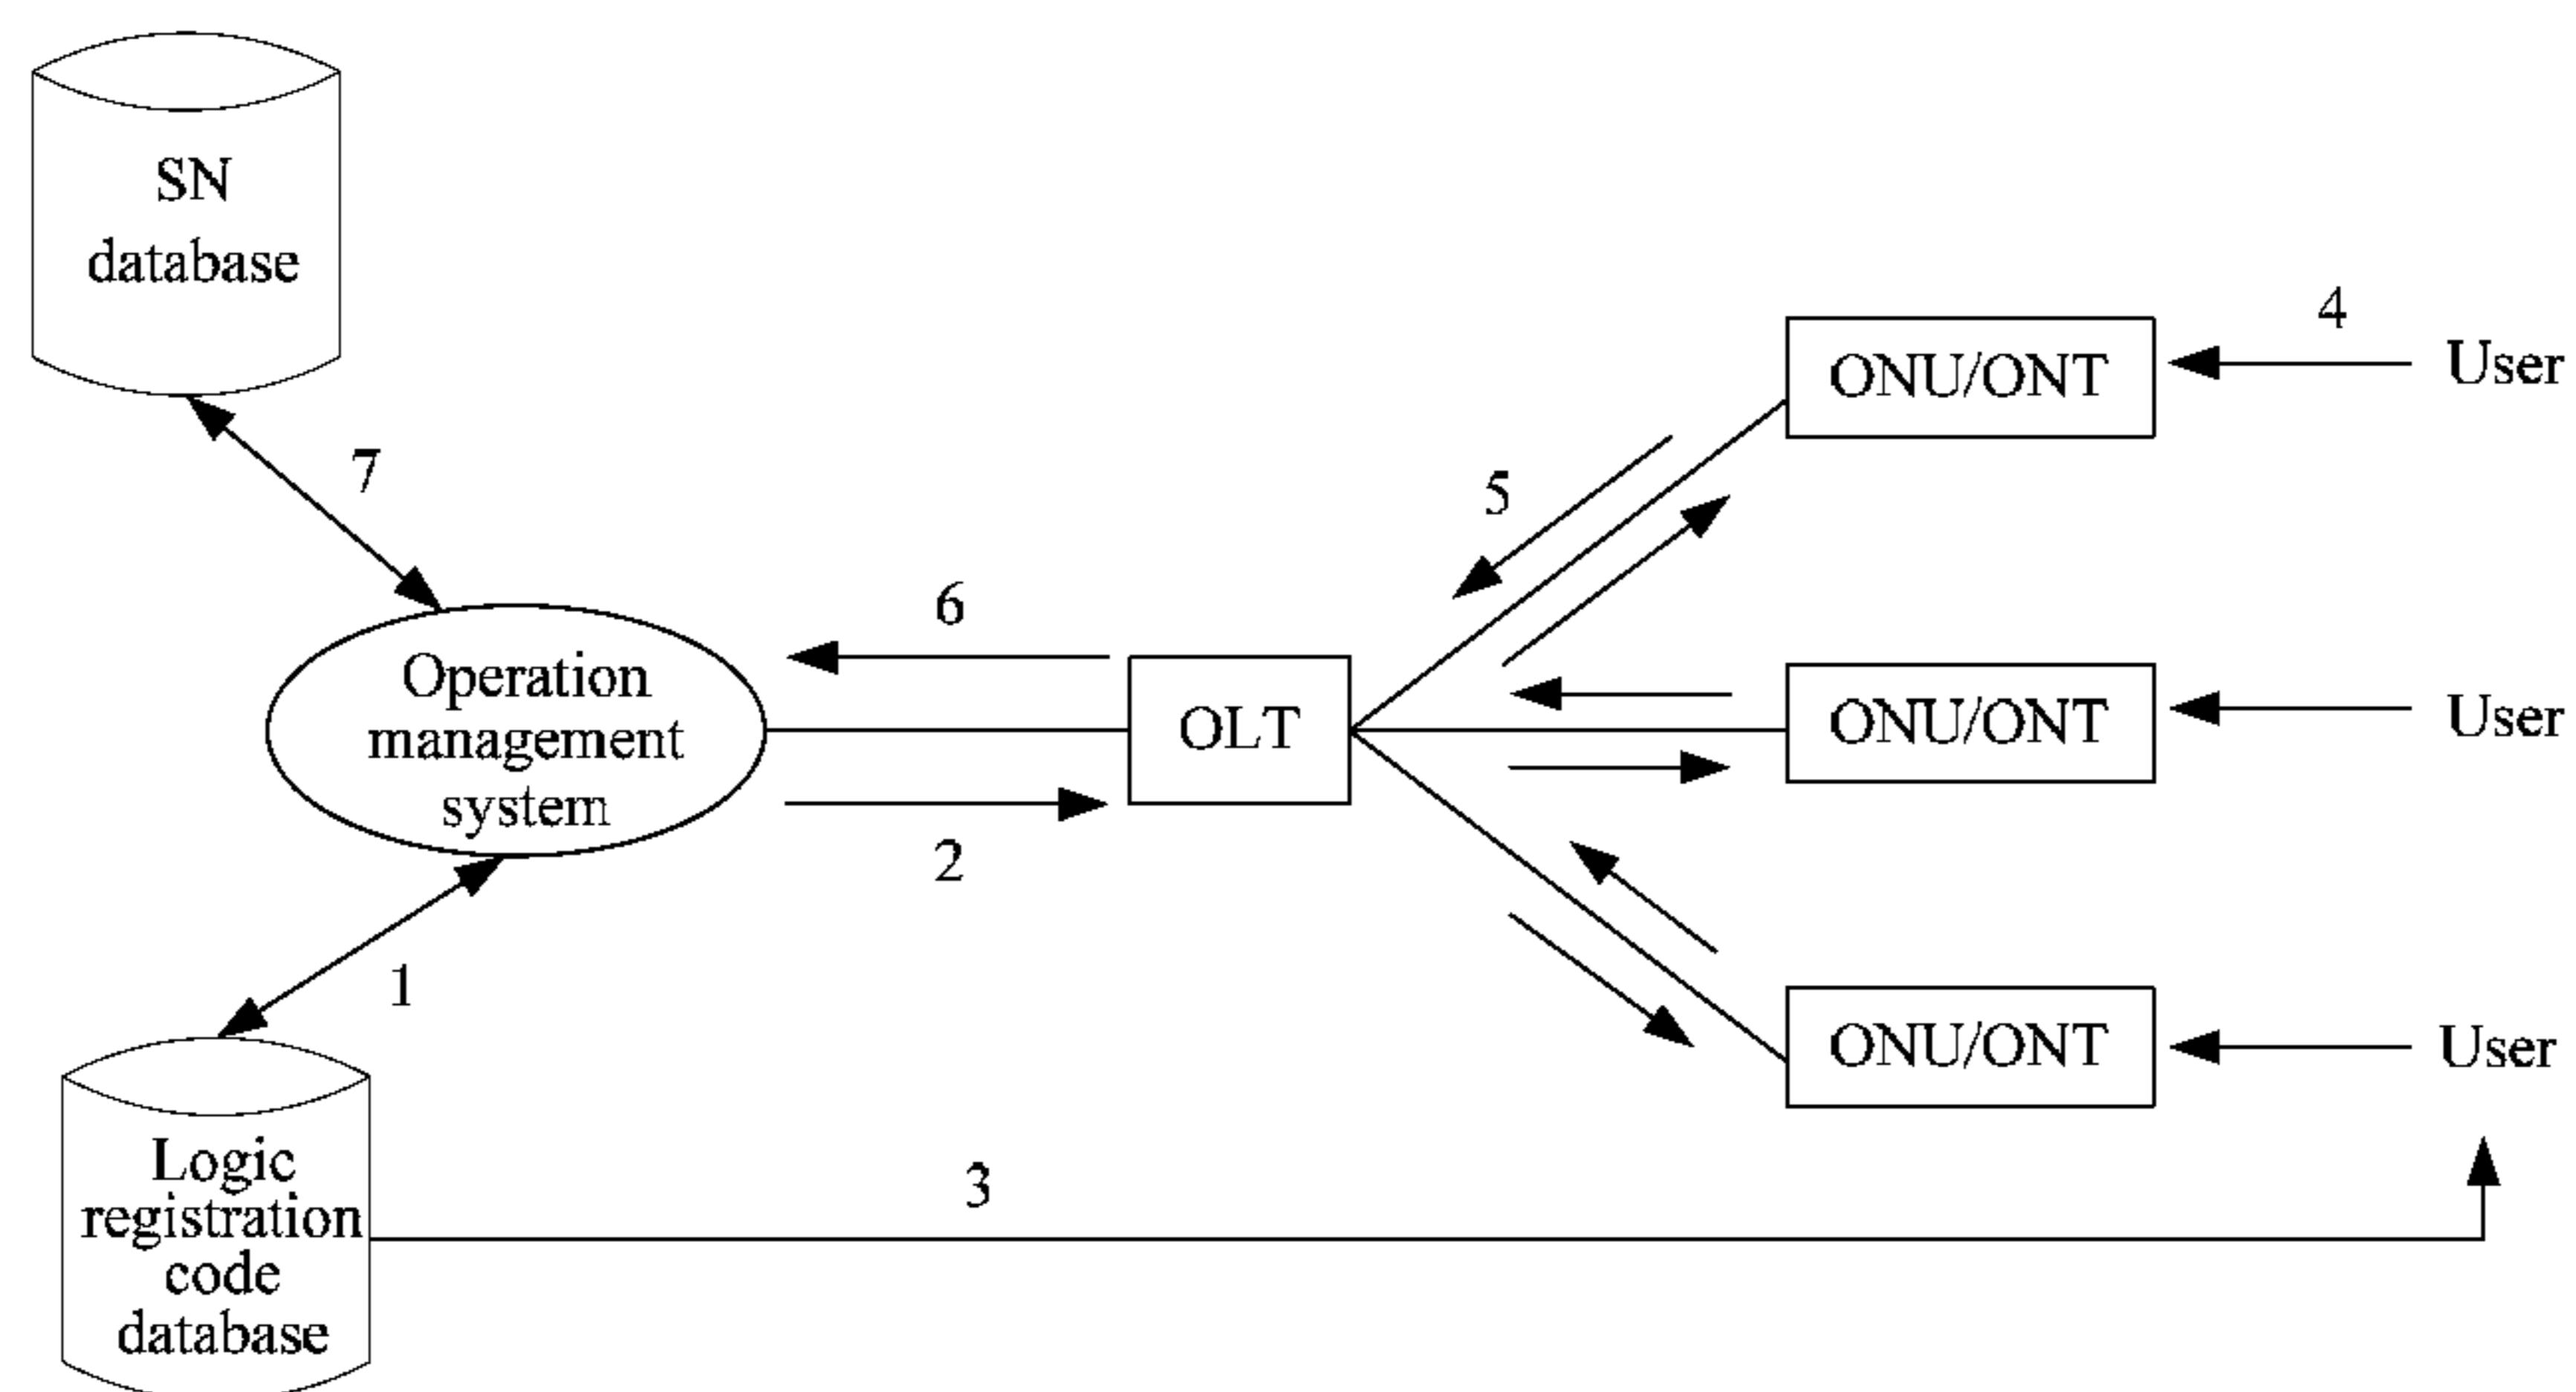 SN
database
7
Operation
management
system
6
2
1
OLT
5
ONU/ONT
4
User
ONU/ONT
User
ONU/ONT
User
Logic
registration
code
database
3